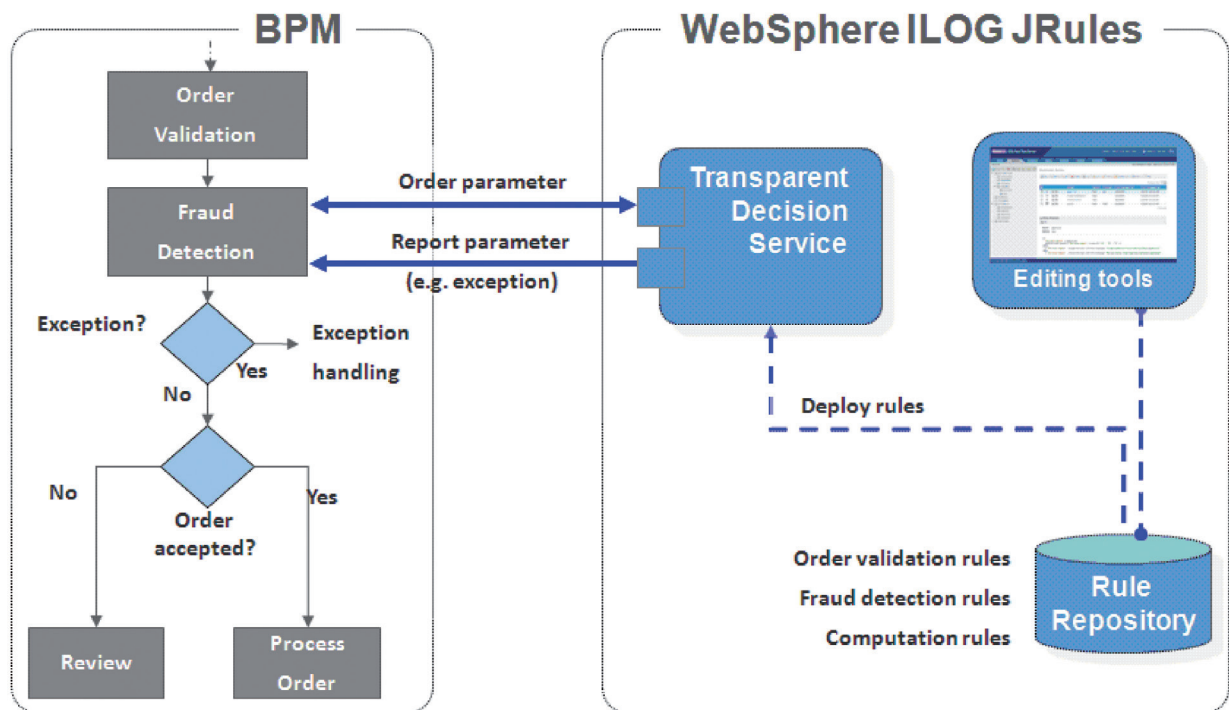 BPM
WebSphere ILOG JRules
Order
Validation
Fraud
Detection
Order parameter
Report parameter
(e.g. exception)
Transparent
Decision
Service
Editing tools
Exception?
Yes
Exception
handling
No
Deploy rules
No
Yes
Order
accepted?
Review
Process
Order
Order validation rules
Fraud detection rules
Computation rules
Rule
Repository